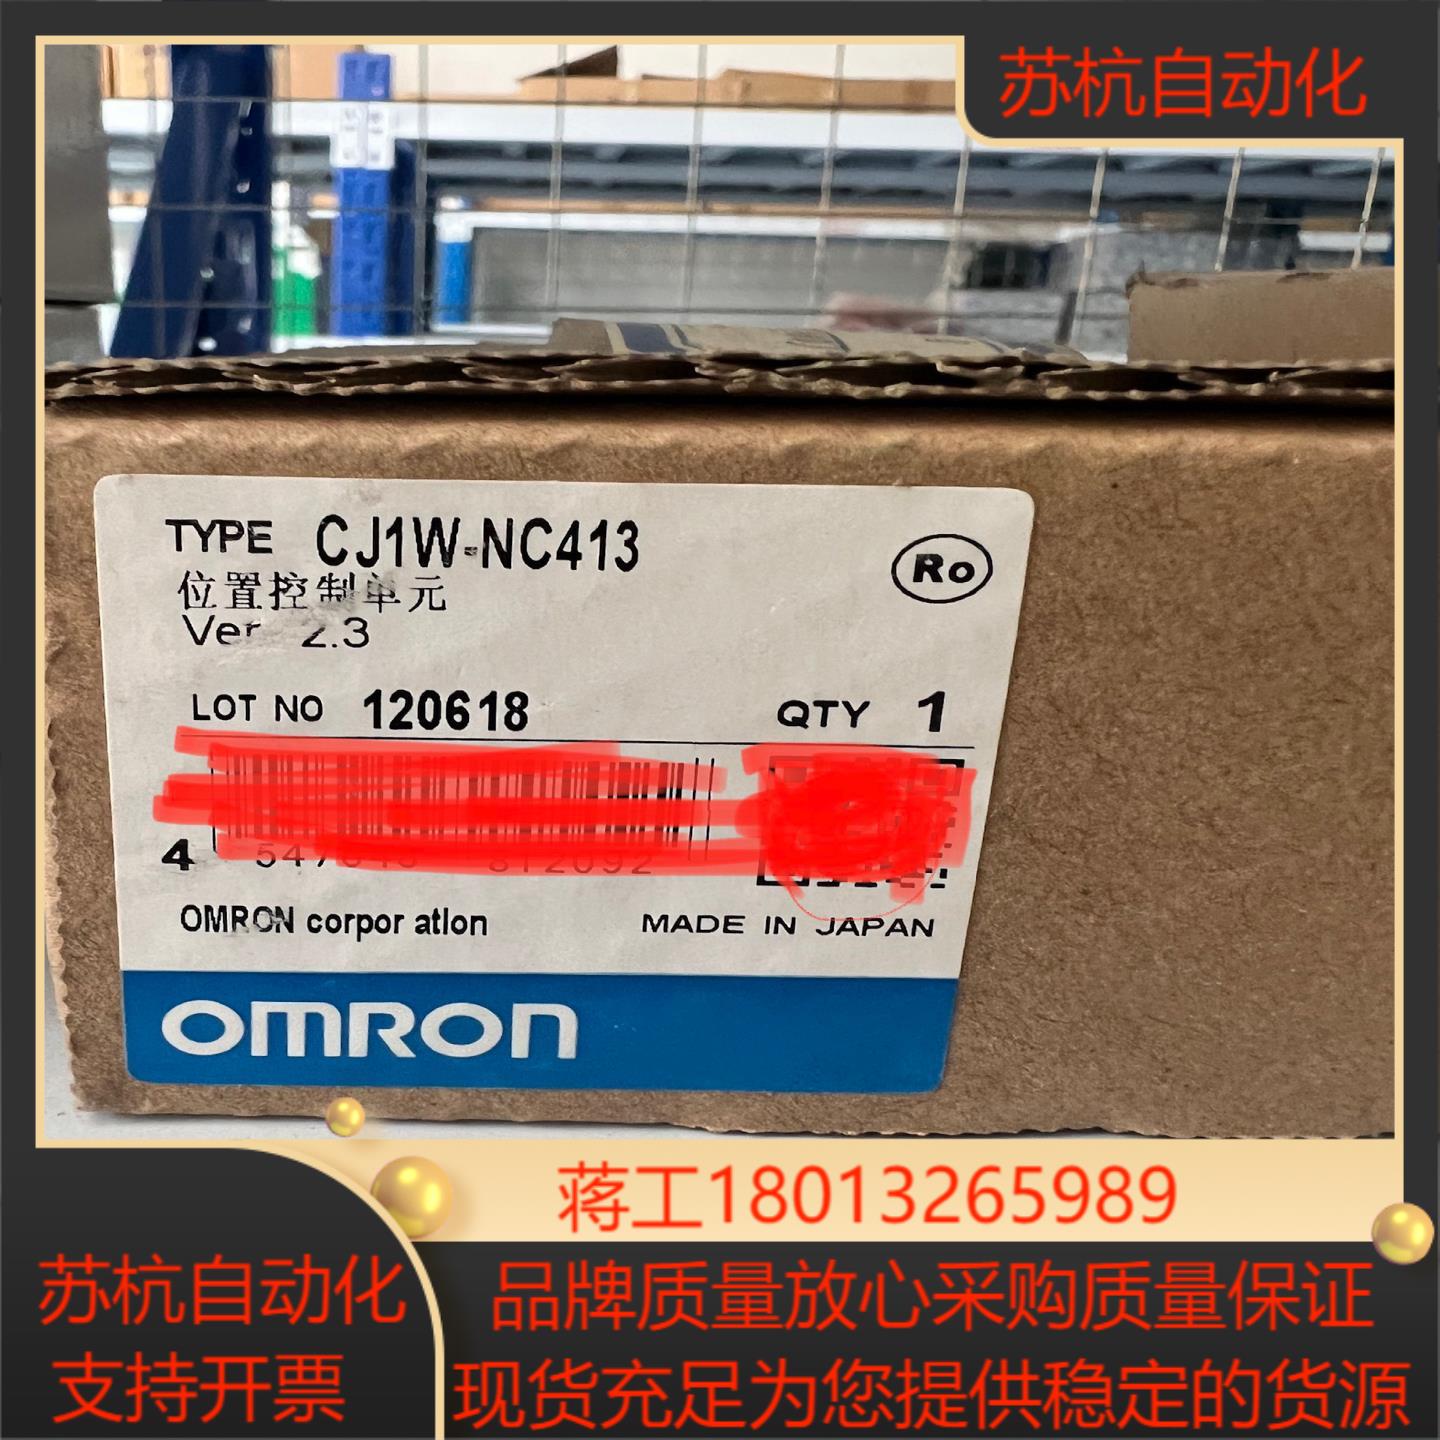 苏杭自动化
TYPE CJ1W-NC413
位置控制单元
Ver 2.3
Ro
LOT NO 120618
QTY 1
4
OMRON corpor ation
MADE IN JAPAN
OMRON
蒋工18013265989
苏杭自动化
支持开票
品牌质量放心采购质量保证
现货充足为您提供稳定的货源